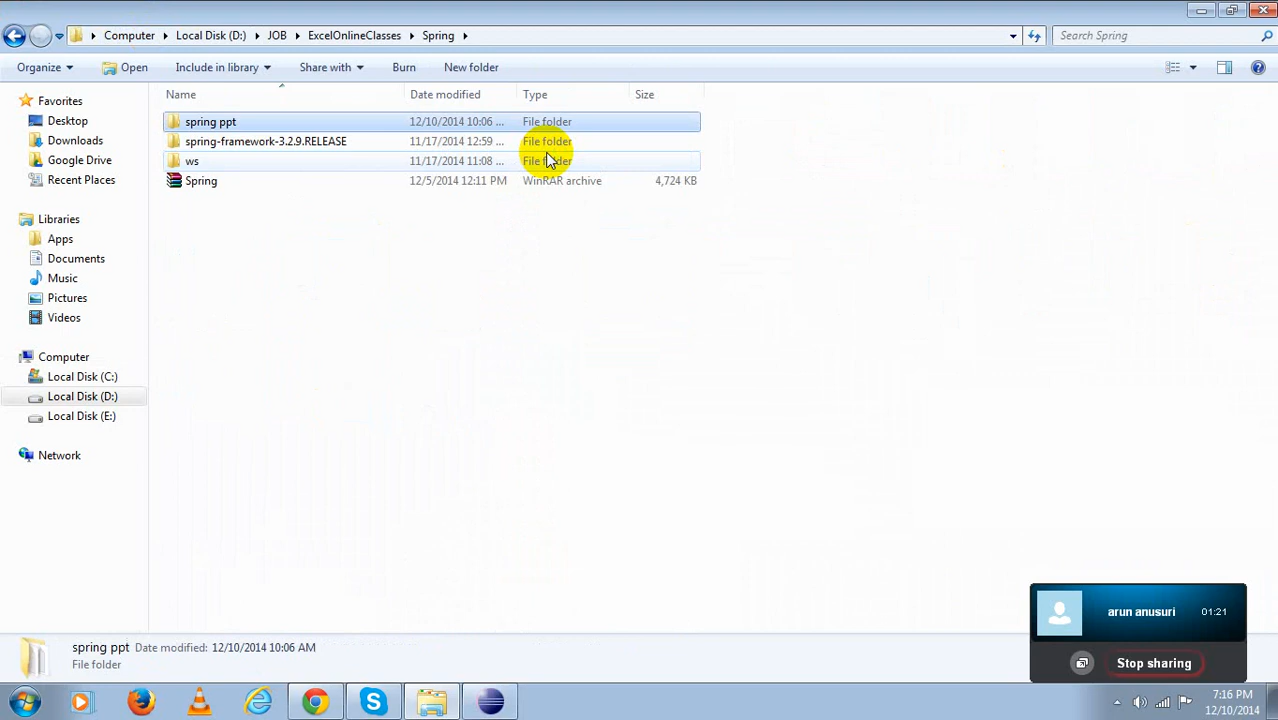 Computer Local Disk (D:) JOB ExcelOnlineClasses Spring Search Spring
Organize Open Include in library Share with Burn New folder
Name Date modified Type Size
Favorites
Desktop
Downloads
Google Drive
Recent Places
Libraries
Apps
Documents
Music
Pictures
Videos
Computer
Local Disk (C:)
Local Disk (D:)
Local Disk (E:)
Network
spring ppt 12/10/2014 10:06 ... File folder
spring-framework-3.2.9.RELEASE 11/17/2014 12:59 ... File folder
ws 11/17/2014 11:08 ... File folder
Spring 12/5/2014 12:11 PM WinRAR archive 4,724 KB
arun anusuri 01:21
Stop sharing
spring ppt Date modified: 12/10/2014 10:06 AM
File folder
7:16 PM
12/10/2014